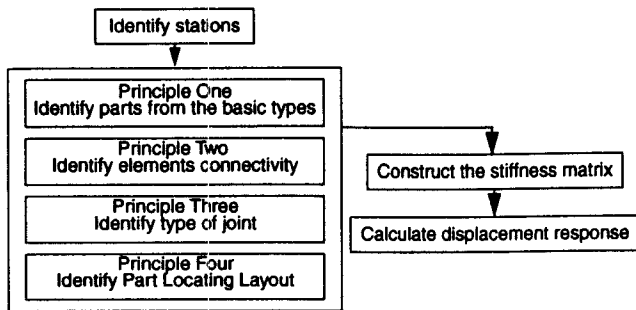 Identify stations
Principle One
Identify parts from the basic types
Principle Two
Identify elements connectivity
Principle Three
Identify type of joint
Principle Four
Identify Part Locating Layout
Construct the stiffness matrix
Calculate displacement response